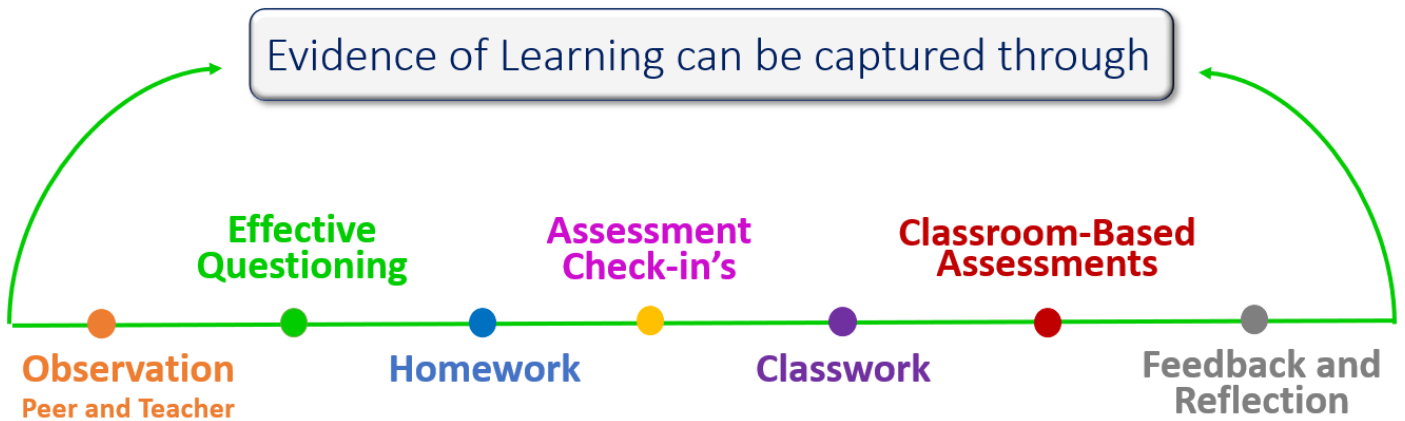 Evidence of Learning can be captured through
Observation
Peer and Teacher
Effective
Questioning
Homework
Assessment
Check-in’s
Classwork
Classroom-Based
Assessments
Feedback and
Reflection